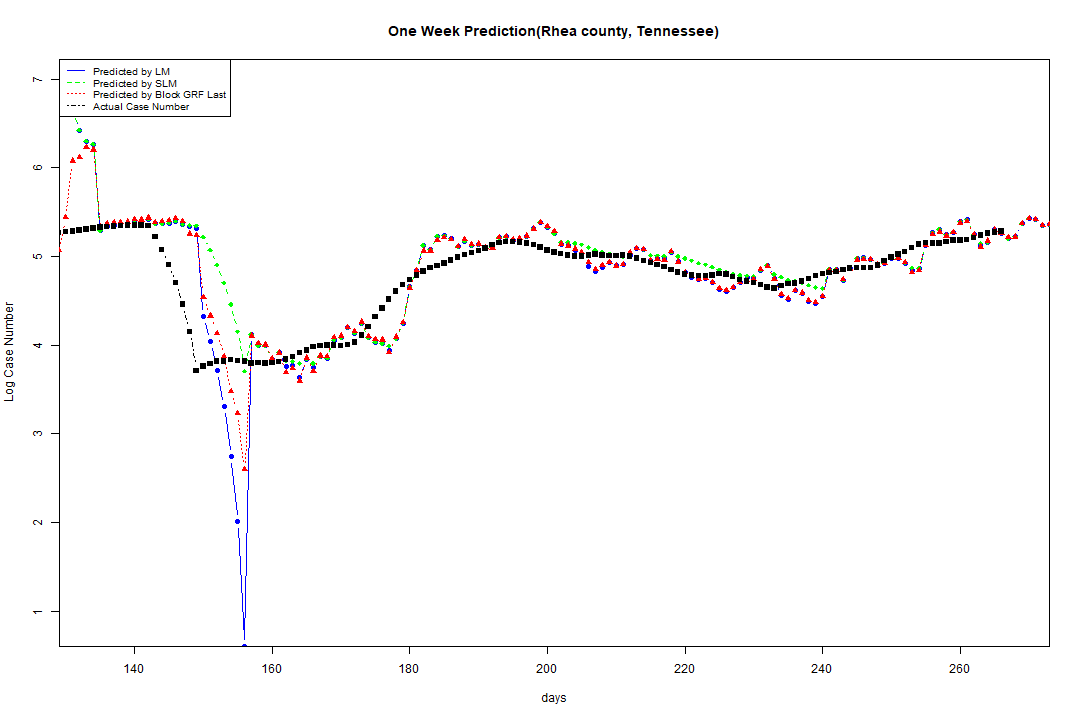 One Week Prediction(Rhea county, Tennessee)
Predicted by LM
Predicted by SLM
Predicted by Block GRF Last
Actual Case Number
Log Case Number
7
6
5
4
3
2
1
140 160 180 200 220 240 260
days